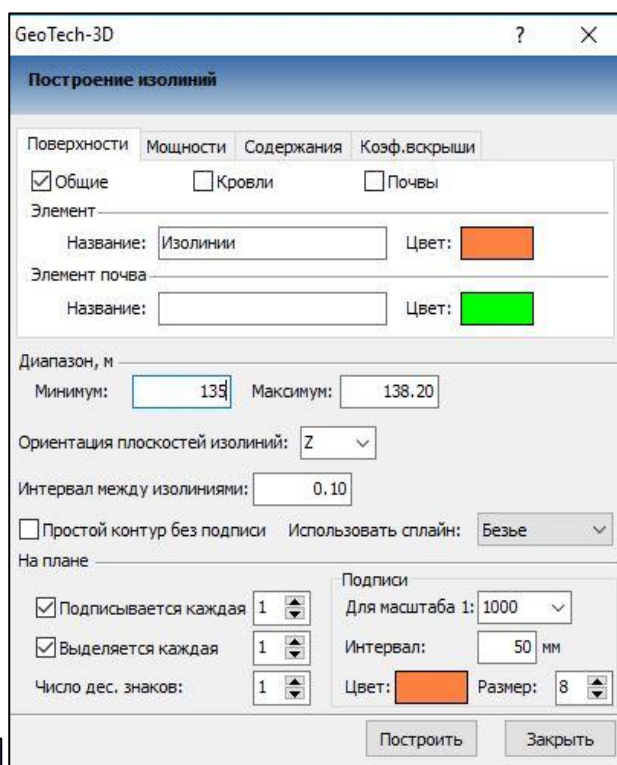 GeoTech-3D ?
Построение изолиний
Поверхности Мощности Содержания Коэф.вскрыши
Общие Кровли Почвы
Элемент
Название: Изолинии Цвет:
Элемент почва
Название: Цвет:
Диапазон, м
Минимум: 135 Максимум: 138.20
Ориентация плоскостей изолиний: Z
Интервал между изолиниями: 0.10
Простой контур без подписи Использовать сплайн: Безье
На плане
Подписи
Подписывается каждая 1 Для масштаба 1: 1000
Выделяется каждая 1 Интервал: 50 мм
Число дес. знаков: 1 Цвет: Размер: 8
Построить Закрыть